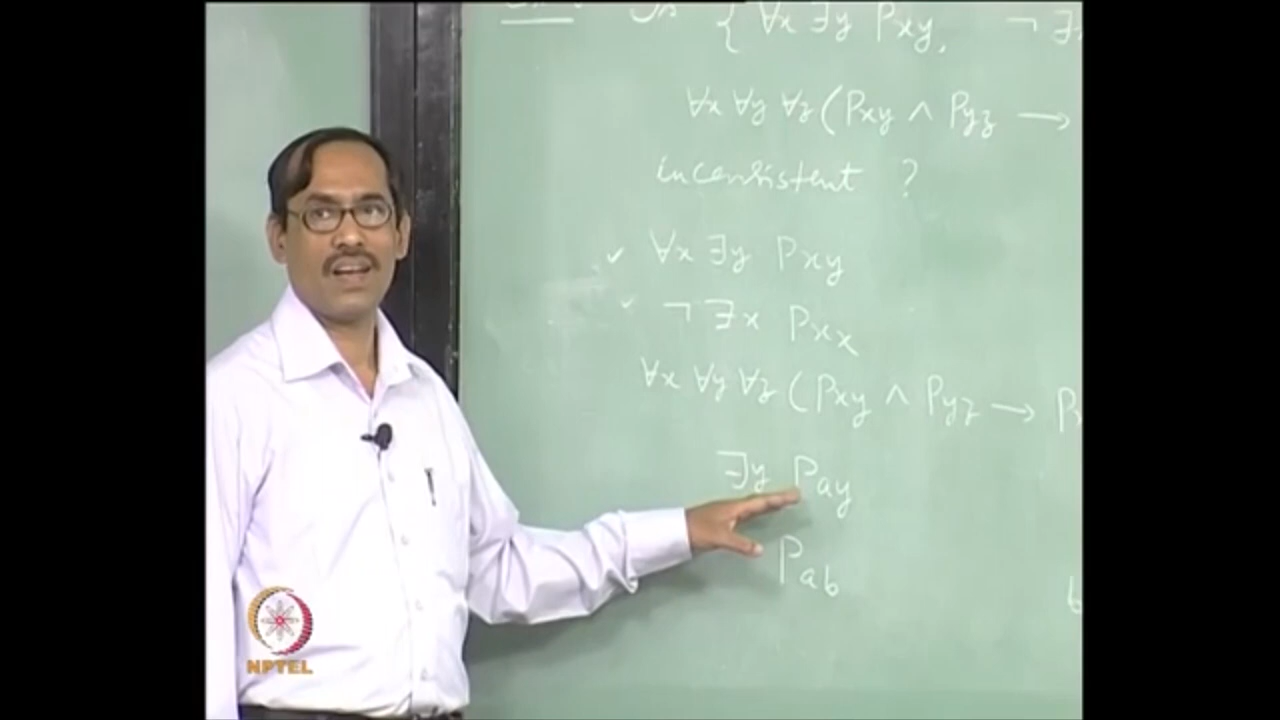 { ∀x ∃y Pxy, ¬ ∃
∀x ∀y ∀z (Pxy ∧ Pyz →
inconsistent ?
✓ ∀x ∃y Pxy
✓ ¬ ∃x Pxx
∀x ∀y ∀z (Pxy ∧ Pyz → P
∃y Pay
Pab
NPTEL